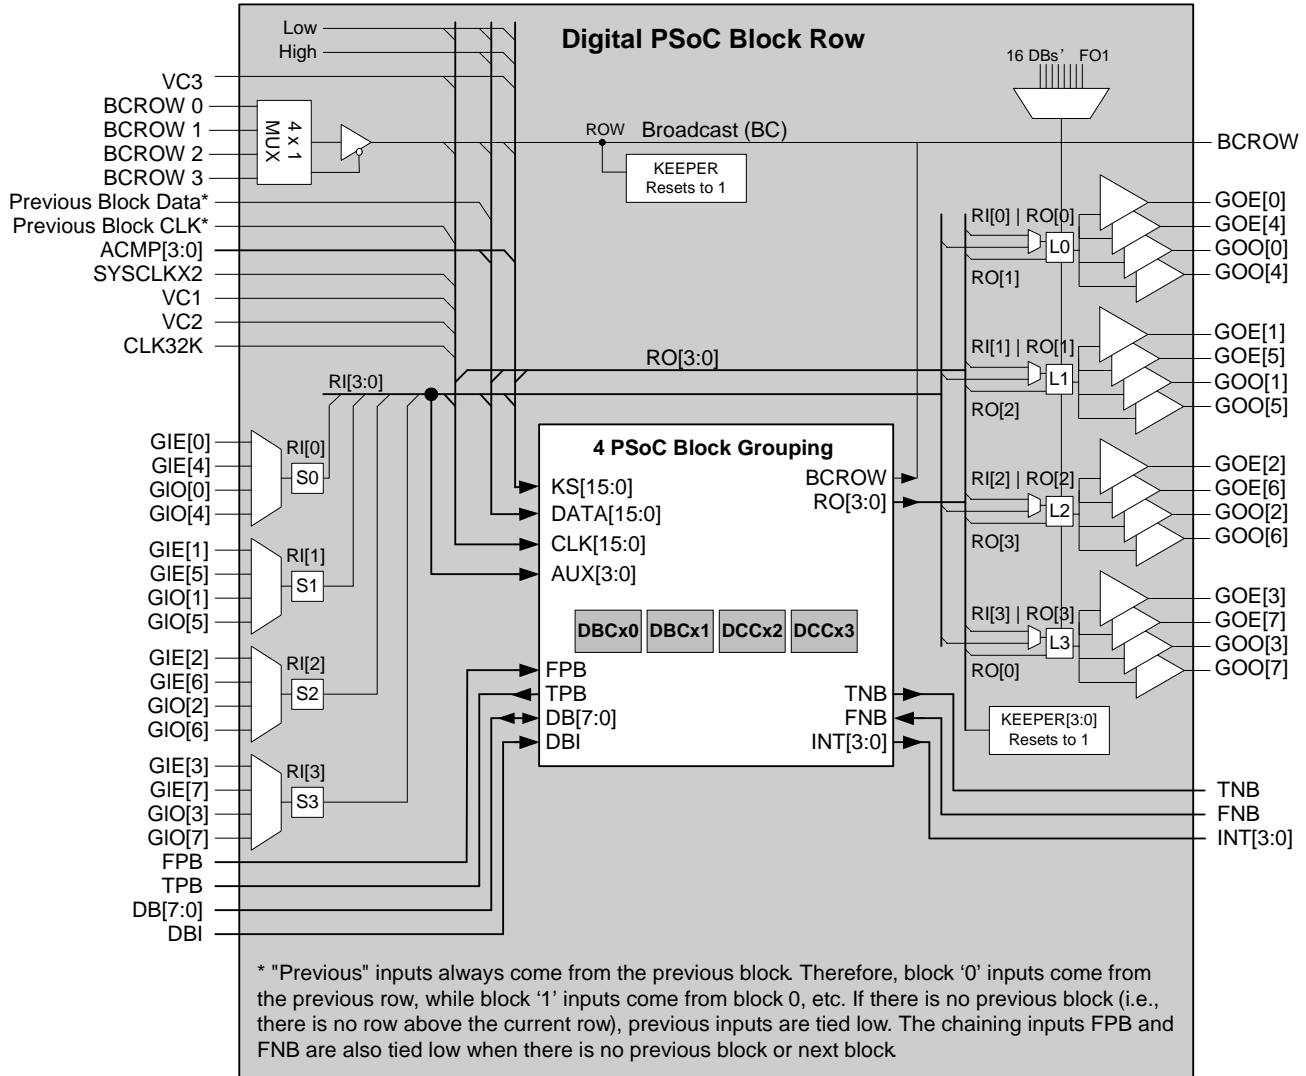 Digital PSoC Block Row
Low
High
VC3
BCROW 0
BCROW 1
BCROW 2
BCROW 3
4 x 1
MUX
Previous Block Data*
Previous Block CLK*
ACMP[3:0]
SYSCLKX2
VC1
VC2
CLK32K
ROW Broadcast (BC)
KEEPER
Resets to 1
16 DBs’ FO1
BCROW
RO[3:0]
RI[3:0]
GIE[0]
GIE[4]
GIO[0]
GIO[4]
RI[0]
S0
GIE[1]
GIE[5]
GIO[1]
GIO[5]
RI[1]
S1
GIE[2]
GIE[6]
GIO[2]
GIO[6]
RI[2]
S2
GIE[3]
GIE[7]
GIO[3]
GIO[7]
RI[3]
S3
FPB
TPB
DB[7:0]
DBI
4 PSoC Block Grouping
KS[15:0]
DATA[15:0]
CLK[15:0]
AUX[3:0]
BCROW
RO[3:0]
DBCx0 DBCx1 DCCx2 DCCx3
FPB
TPB
DB[7:0]
DBI
TNB
FNB
INT[3:0]
RI[0] | RO[0]
L0
RO[1]
GOE[0]
GOE[4]
GOO[0]
GOO[4]
RI[1] | RO[1]
L1
RO[2]
GOE[1]
GOE[5]
GOO[1]
GOO[5]
RI[2] | RO[2]
L2
RO[3]
GOE[2]
GOE[6]
GOO[2]
GOO[6]
RI[3] | RO[3]
L3
RO[0]
GOE[3]
GOE[7]
GOO[3]
GOO[7]
KEEPER[3:0]
Resets to 1
TNB
FNB
INT[3:0]
* "Previous" inputs always come from the previous block. Therefore, block ‘0’ inputs come from
the previous row, while block ‘1’ inputs come from block 0, etc. If there is no previous block (i.e.,
there is no row above the current row), previous inputs are tied low. The chaining inputs FPB and
FNB are also tied low when there is no previous block or next block.